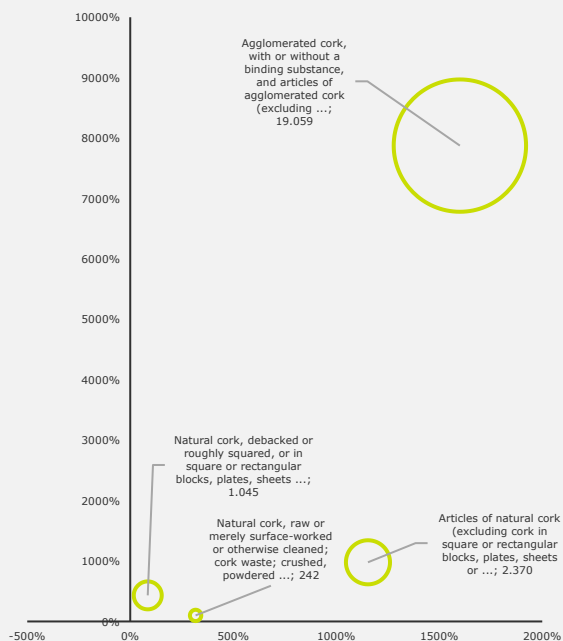 10000%
Agglomerated cork,
with or without a
binding substance,
and articles of
agglomerated cork
(excluding ...;
19.059
9000%
8000%
7000%
6000%
5000%
4000%
3000%
Natural cork, debacked or
roughly squared, or in
square or rectangular
blocks, plates, sheets ...;
1.045
2000%
Natural cork, raw or
merely surface-worked
or otherwise cleaned;
cork waste; crushed,
powdered ...; 242
Articles of natural cork
(excluding cork in
square or rectangular
blocks, plates, sheets
or ...; 2.370
1000%
0%
-500%
0%
500%
1000%
1500%
2000%